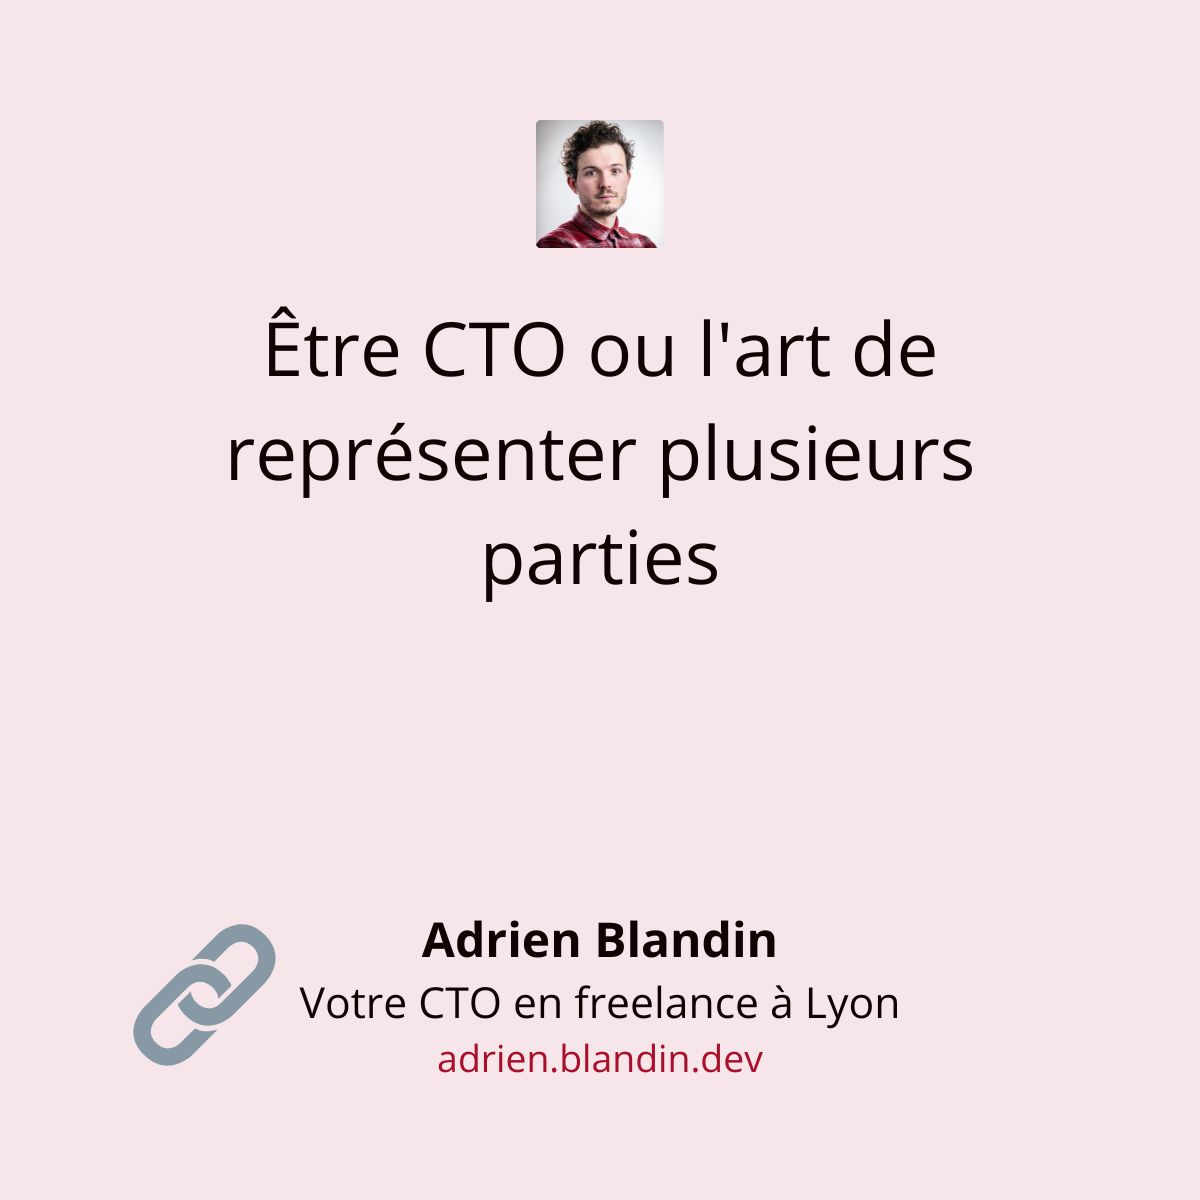 Être CTO ou l'art de
représenter plusieurs
parties
Adrien Blandin
Votre CTO en freelance à Lyon
adrien.blandin.dev